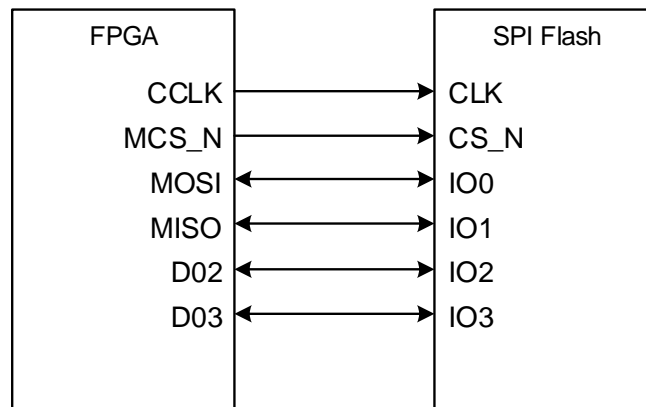 FPGA SPI Flash
CCLK CLK
MCS_N CS_N
MOSI IO0
MISO IO1
D02 IO2
D03 IO3